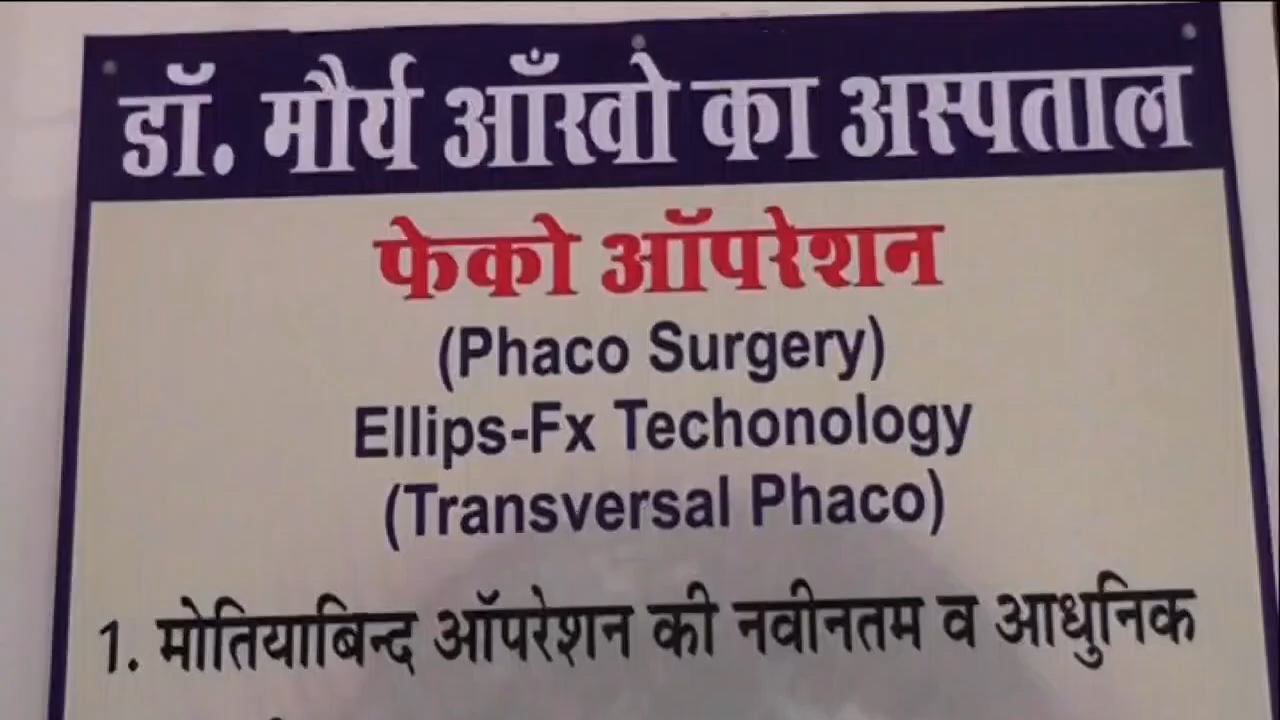 डॉ. मौर्य आँखो का अस्पताल
फेको ऑपरेशन
(Phaco Surgery)
Ellips-Fx Techonology
(Transversal Phaco)
1. मोतियाबिन्द ऑपरेशन की नवीनतम व आधुनिक